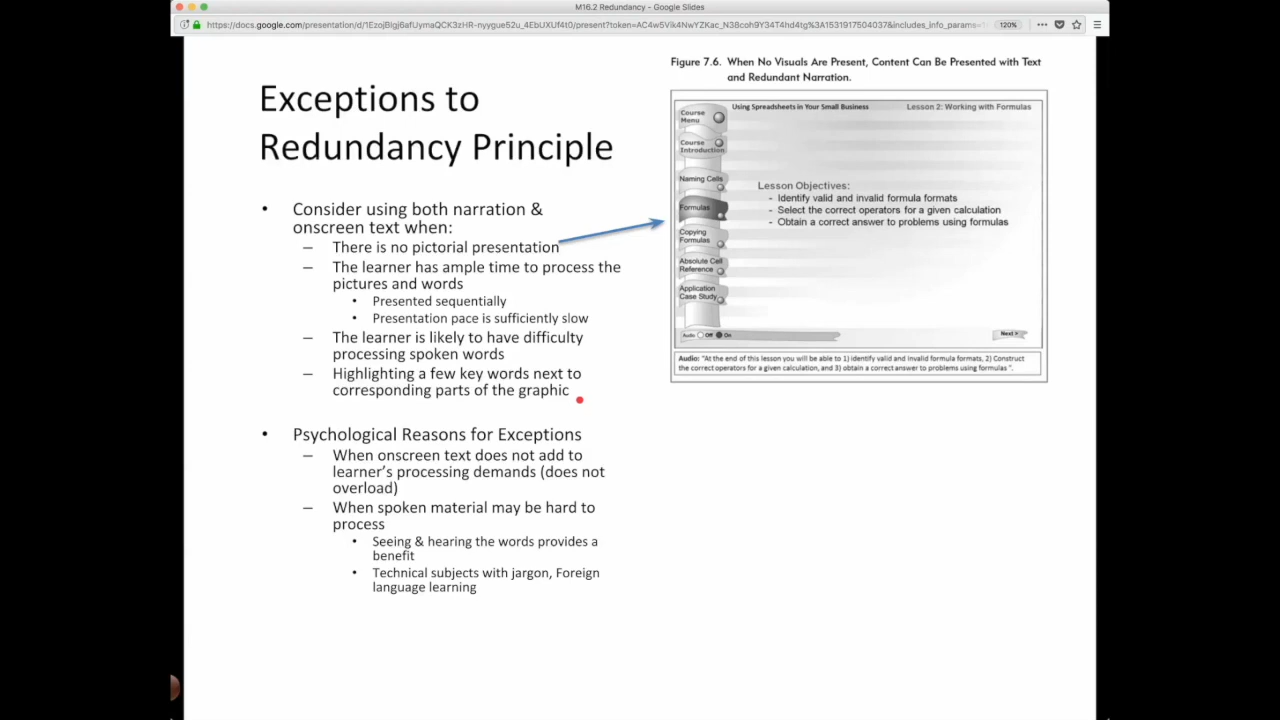 M16.2 Redundancy - Google Slides
120%
Exceptions to
Redundancy Principle
• Consider using both narration &
onscreen text when:
– There is no pictorial presentation
– The learner has ample time to process the
pictures and words
• Presented sequentially
• Presentation pace is sufficiently slow
– The learner is likely to have difficulty
processing spoken words
– Highlighting a few key words next to
corresponding parts of the graphic
• Psychological Reasons for Exceptions
– When onscreen text does not add to
learner's processing demands (does not
overload)
– When spoken material may be hard to
process
• Seeing & hearing the words provides a
benefit
• Technical subjects with jargon, Foreign
language learning
Figure 7.6. When No Visuals Are Present, Content Can Be Presented with Text
and Redundant Narration.
Using Spreadsheets in Your Small Business Lesson 2: Working with Formulas
Course
Menu
Course
Introduction
Naming Cells
Formulas
Copying
Formulas
Absolute Cell
Reference
Application
Case Study
Lesson Objectives:
- Identify valid and invalid formula formats
- Select the correct operators for a given calculation
- Obtain a correct answer to problems using formulas
Audio Off On
Next >
Audio: "At the end of this lesson you will be able to 1) identify valid and invalid formula formats, 2) Construct
the correct operators for a given calculation, and 3) obtain a correct answer to problems using formulas ".